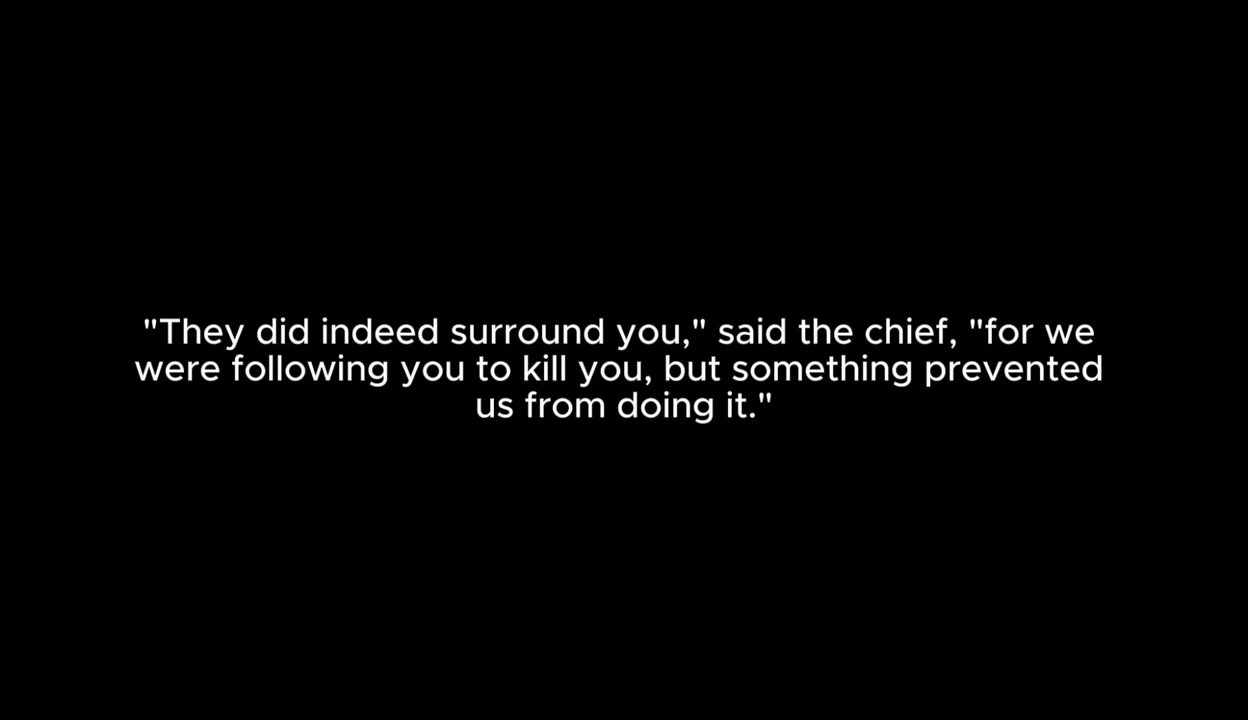 "They did indeed surround you," said the chief, "for we
were following you to kill you, but something prevented
us from doing it."